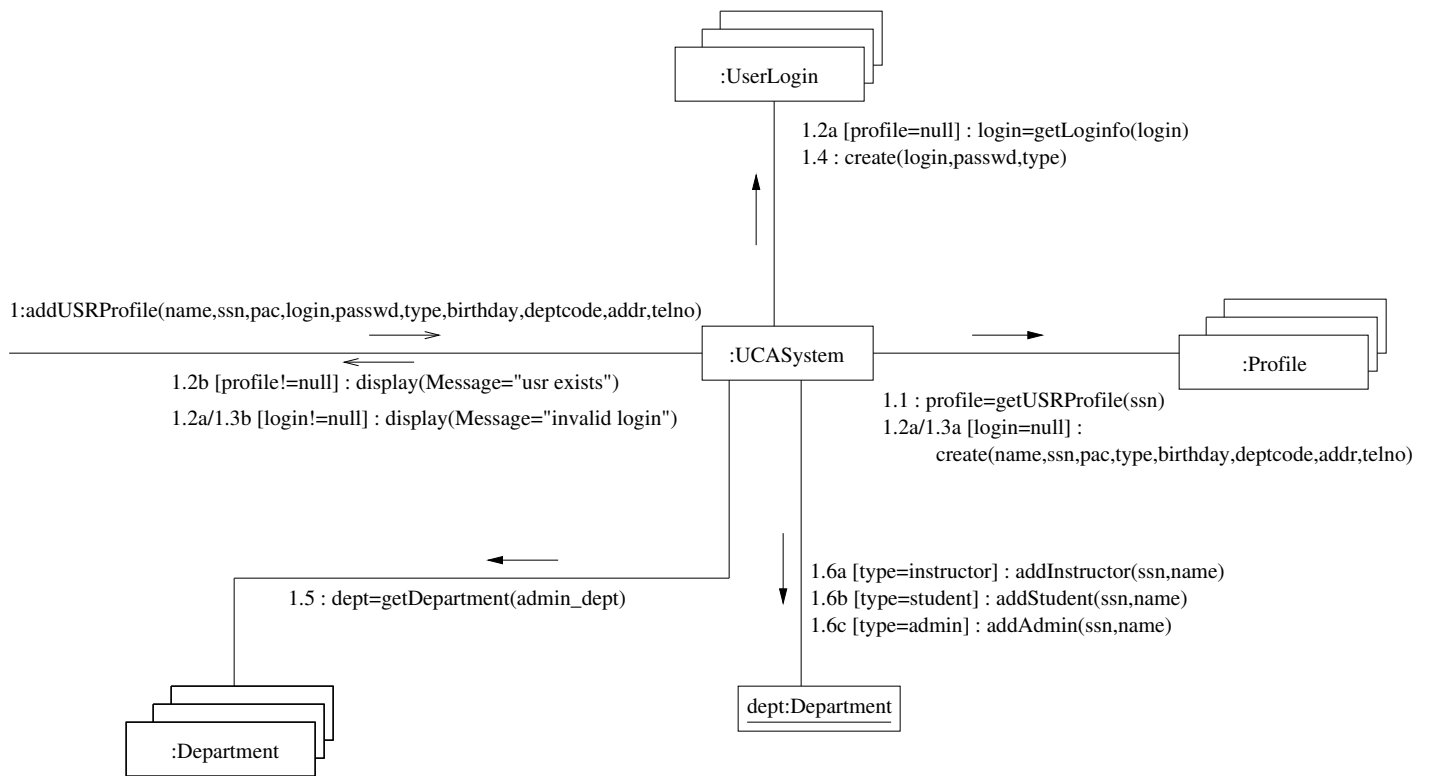 :UserLogin
1.2a [profile=null] : login=getLoginfo(login)
1.4 : create(login,passwd,type)
1:addUSRProfile(name,ssn,pac,login,passwd,type,birthday,deptcode,addr,telno)
:UCASystem
:Profile
1.2b [profile!=null] : display(Message="usr exists")
1.2a/1.3b [login!=null] : display(Message="invalid login")
1.1 : profile=getUSRProfile(ssn)
1.2a/1.3a [login=null] :
create(name,ssn,pac,type,birthday,deptcode,addr,telno)
1.5 : dept=getDepartment(admin_dept)
1.6a [type=instructor] : addInstructor(ssn,name)
1.6b [type=student] : addStudent(ssn,name)
1.6c [type=admin] : addAdmin(ssn,name)
dept:Department
:Department